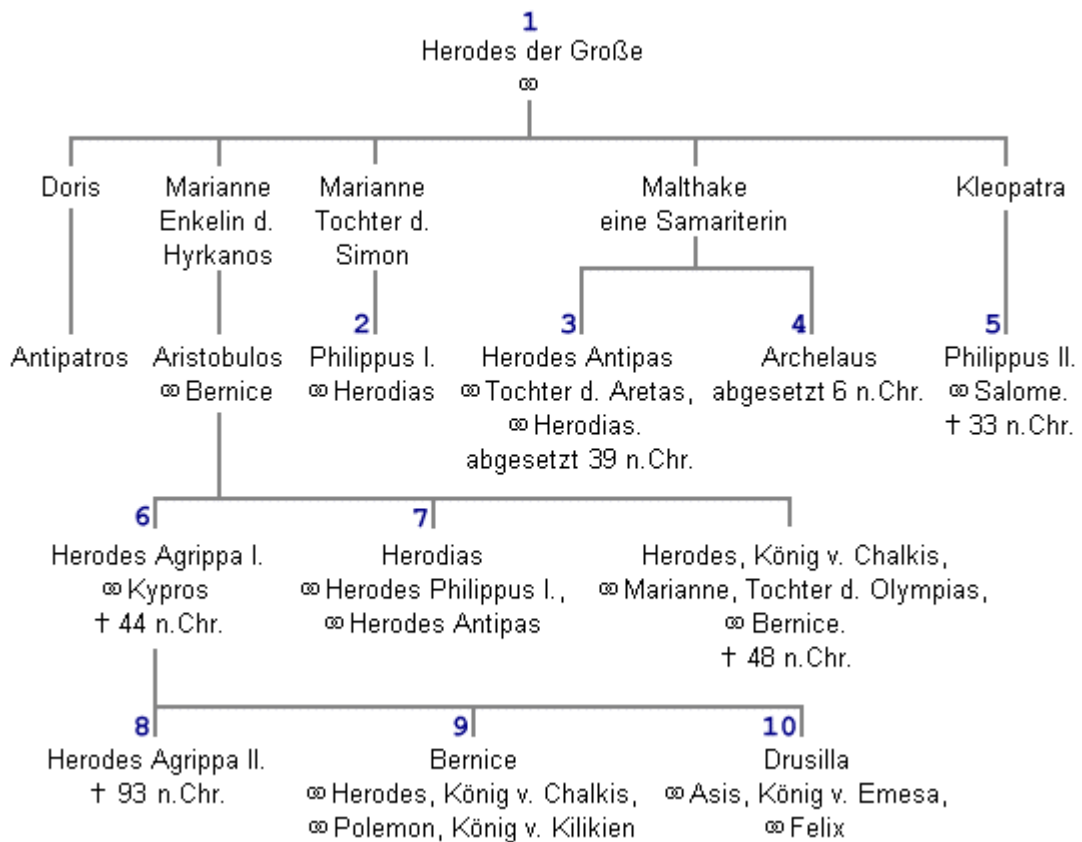 1
Herodes der Große
⚭
Doris
Marianne
Enkelin d.
Hyrkanos
Marianne
Tochter d.
Simon
Malthake
eine Samariterin
Kleopatra
Antipatros
Aristobulos
⚭ Bernice
2
Philippus I.
⚭ Herodias
3
Herodes Antipas
⚭ Tochter d. Aretas,
⚭ Herodias.
abgesetzt 39 n.Chr.
4
Archelaus
abgesetzt 6 n.Chr.
5
Philippus II.
⚭ Salome.
† 33 n.Chr.
6
Herodes Agrippa I.
⚭ Kypros
† 44 n.Chr.
7
Herodias
⚭ Herodes Philippus I.,
⚭ Herodes Antipas
Herodes, König v. Chalkis,
⚭ Marianne, Tochter d. Olympias,
⚭ Bernice.
† 48 n.Chr.
8
Herodes Agrippa II.
† 93 n.Chr.
9
Bernice
⚭ Herodes, König v. Chalkis,
⚭ Polemon, König v. Kilikien
10
Drusilla
⚭ Asis, König v. Emesa,
⚭ Felix